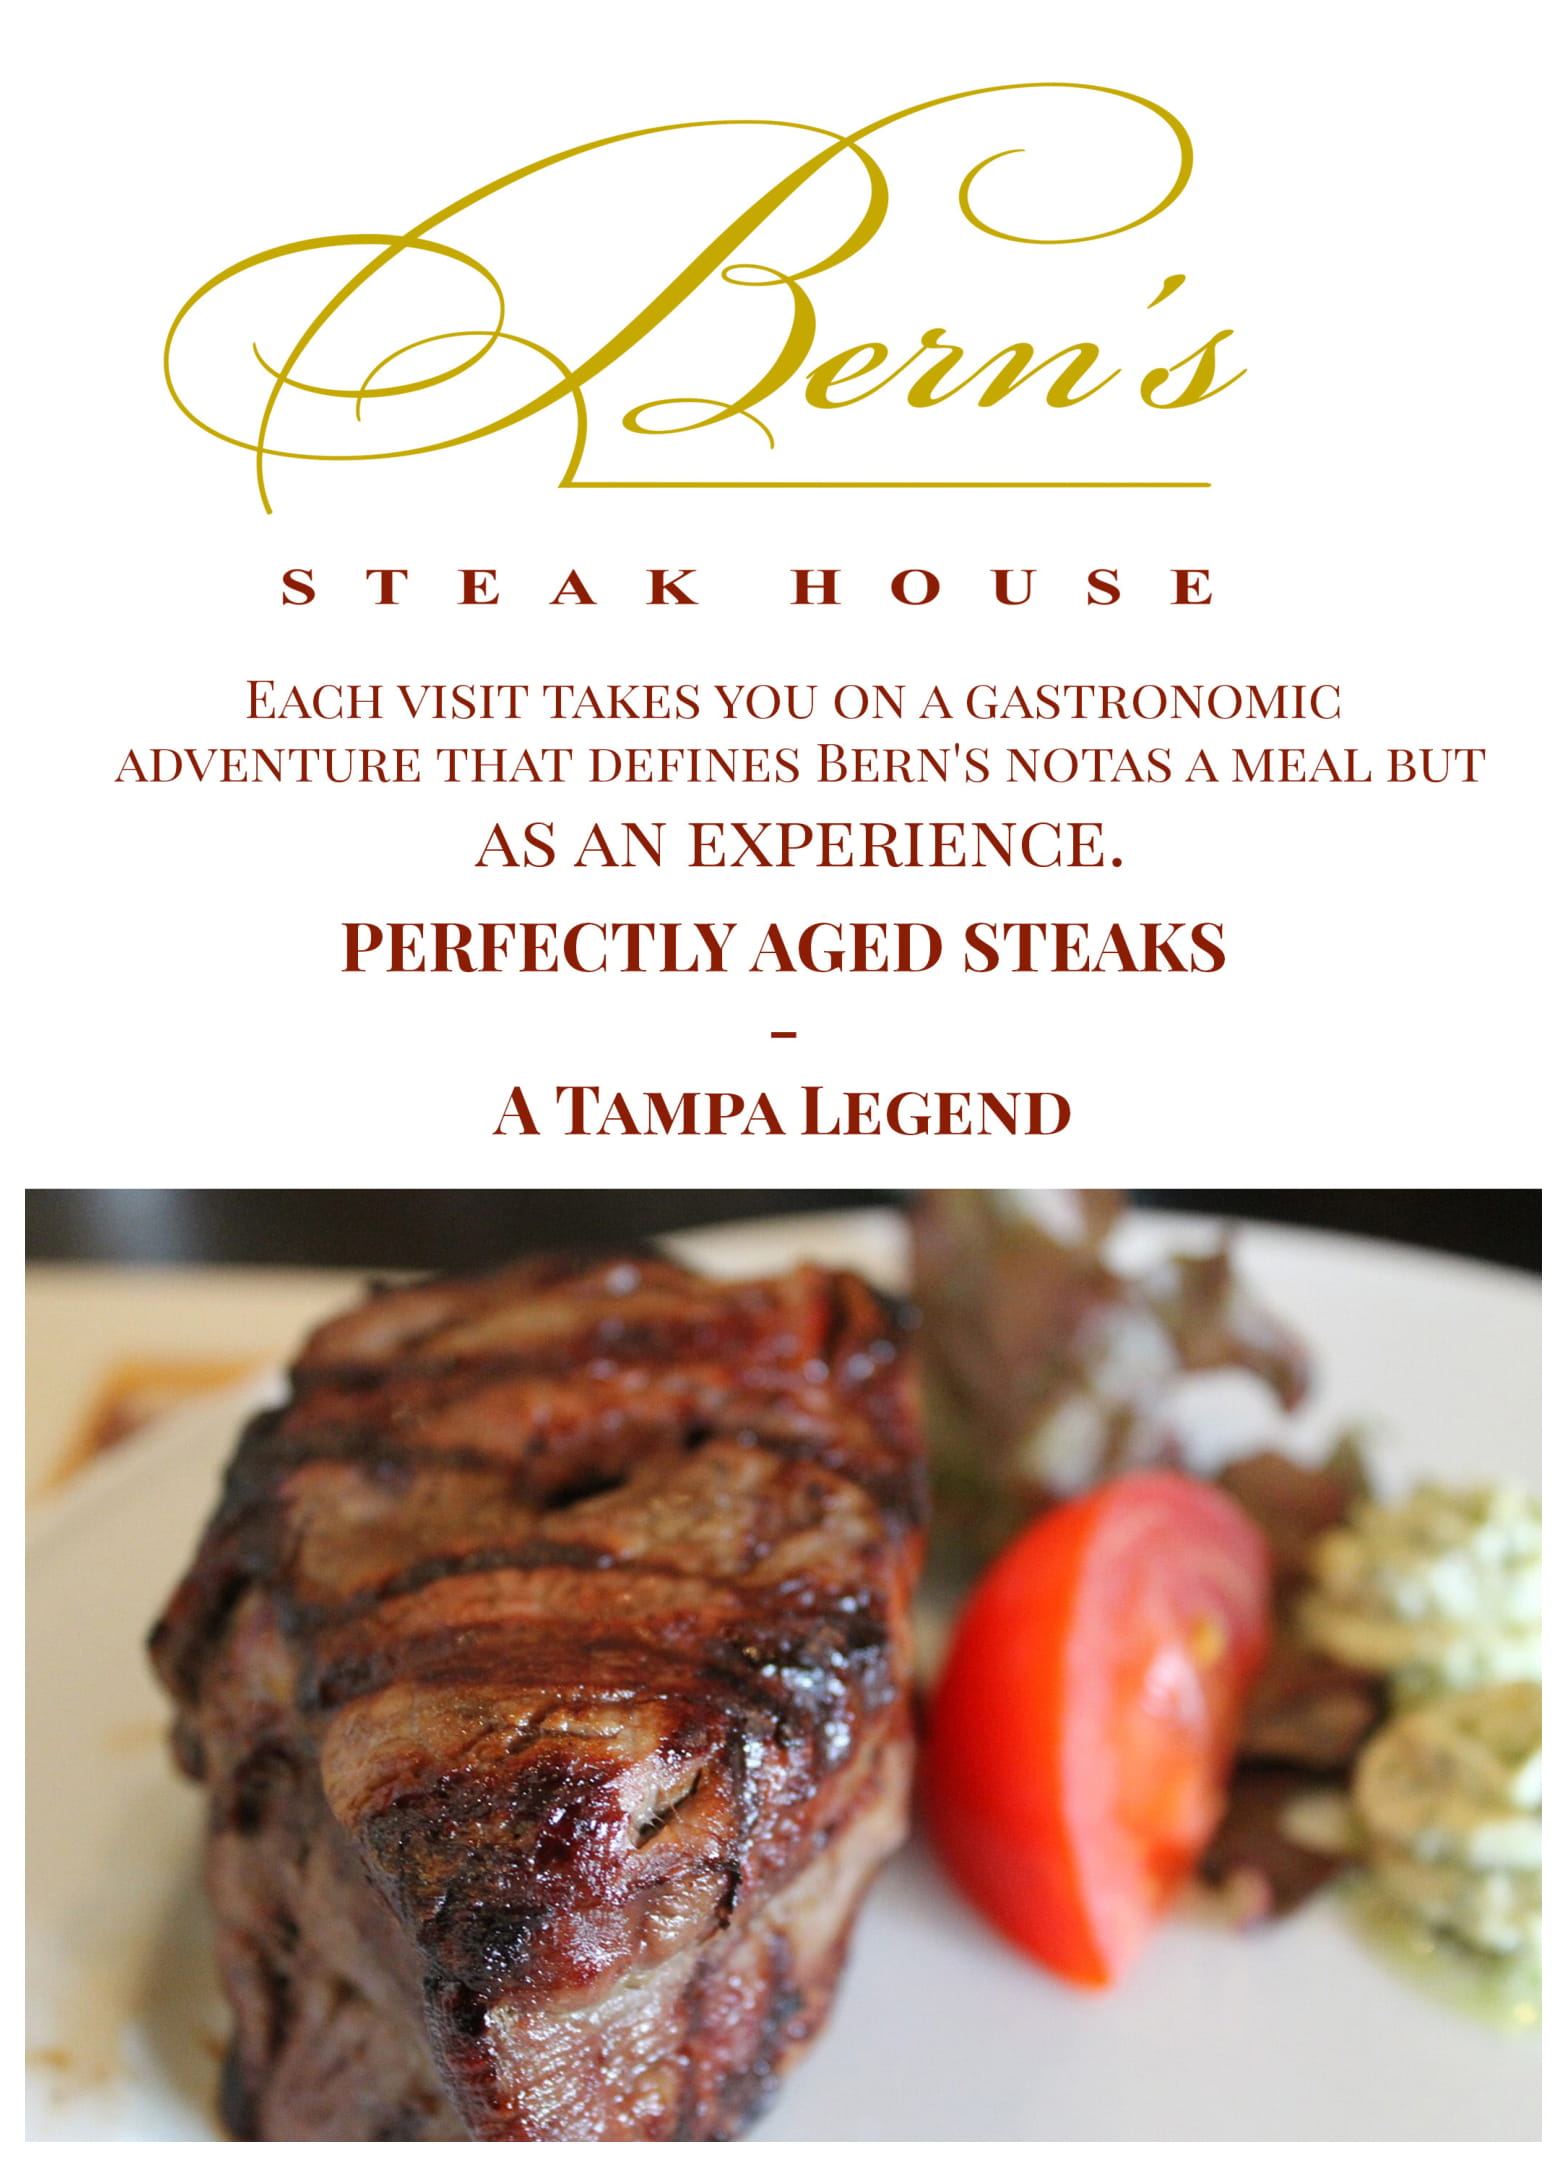 Bern's
STEAK HOUSE
Each visit takes you on a gastronomic
adventure that defines Bern's notas a meal but
as an experience.
PERFECTLY AGED STEAKS
-
A Tampa Legend